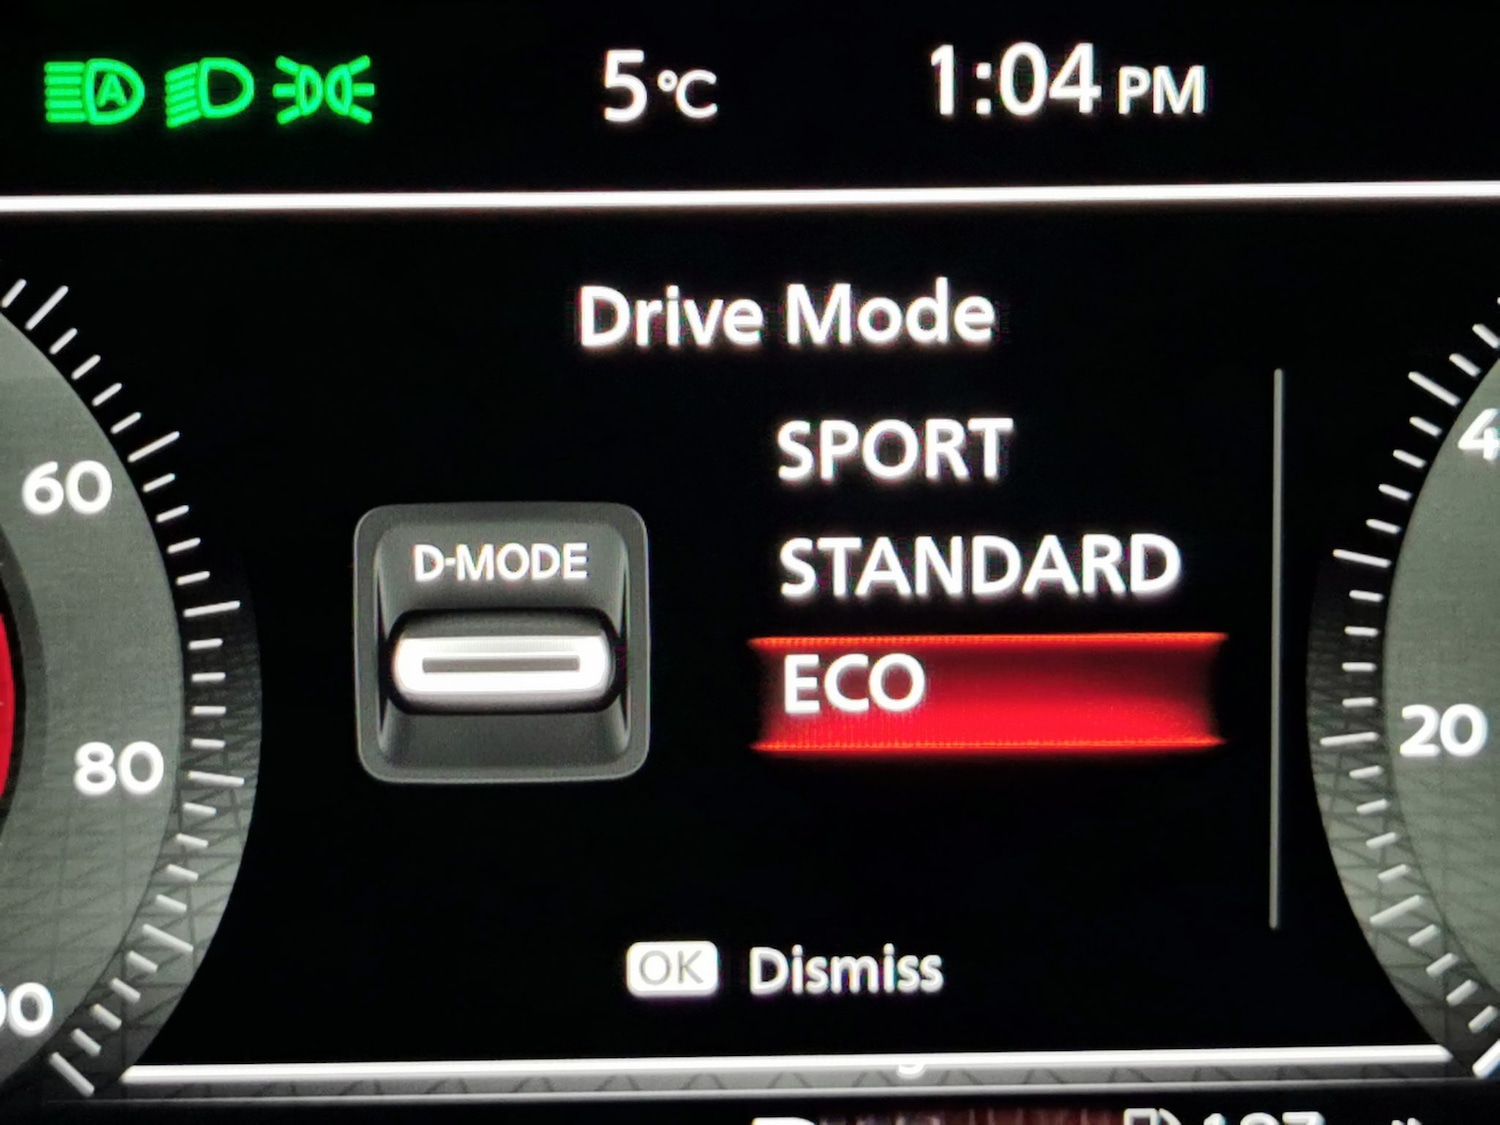 A
5°C
1:04 PM
Drive Mode
SPORT
STANDARD
ECO
D-MODE
60
80
20
OK Dismiss